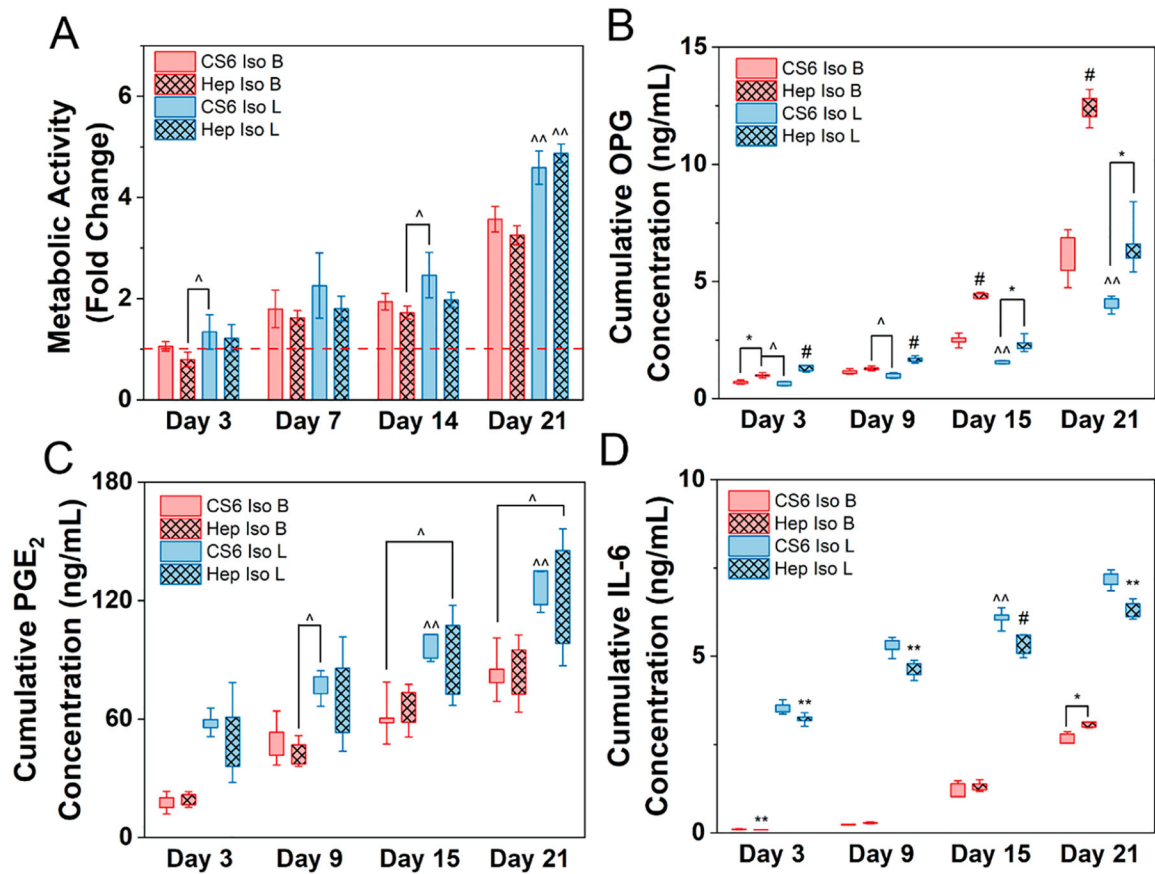 A
Metabolic Activity
(Fold Change)
6
4
2
0
CS6 Iso B
Hep Iso B
CS6 Iso L
Hep Iso L
^
^
^^ ^^
Day 3 Day 7 Day 14 Day 21
B
Cumulative OPG
Concentration (ng/mL)
15
10
5
0
CS6 Iso B
Hep Iso B
CS6 Iso L
Hep Iso L
* ^ #
^ #
# ^^ *
# ^^ *
Day 3 Day 9 Day 15 Day 21
C
Cumulative PGE₂
Concentration (ng/mL)
180
120
60
0
CS6 Iso B
Hep Iso B
CS6 Iso L
Hep Iso L
^
^ ^^
^ ^^
Day 3 Day 9 Day 15 Day 21
D
Cumulative IL-6
Concentration (ng/mL)
10
5
0
CS6 Iso B
Hep Iso B
CS6 Iso L
Hep Iso L
** **
**
^^ #
* **
Day 3 Day 9 Day 15 Day 21